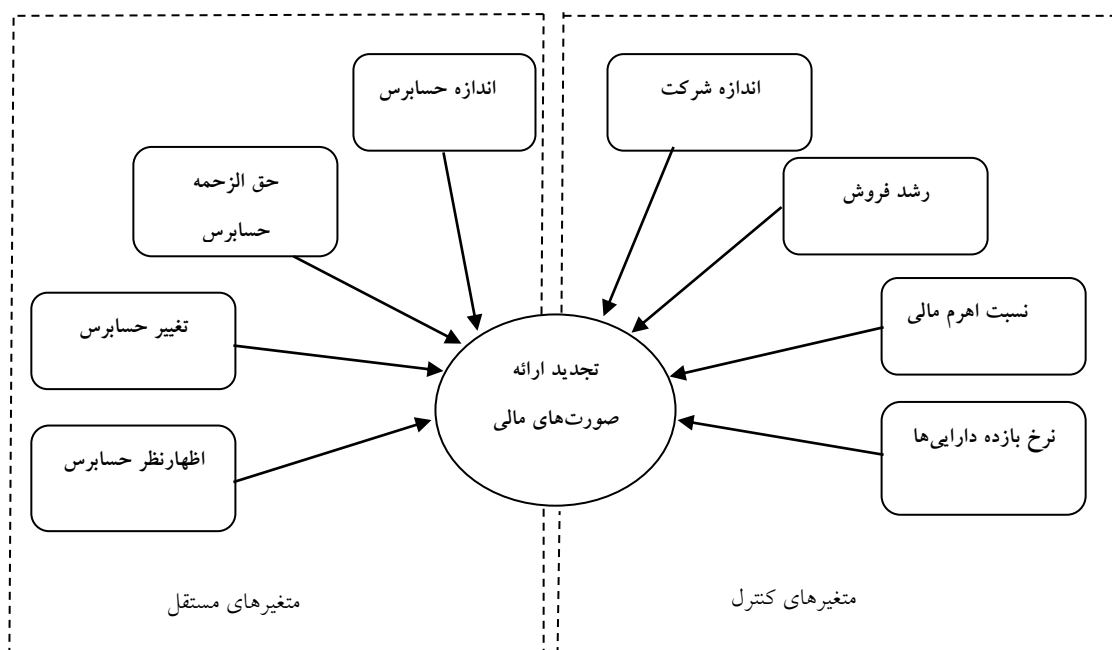 اندازه شرکت
اندازه حسابرس
رشد فروش
حق الزحمه
حسابرس
نسبت اهرم مالی
تغییر حسابرس
تجدید ارائه
صورت‌های مالی
نرخ بازده دارایی‌ها
اظهارنظر حسابرس
متغیرهای کنترل
متغیرهای مستقل